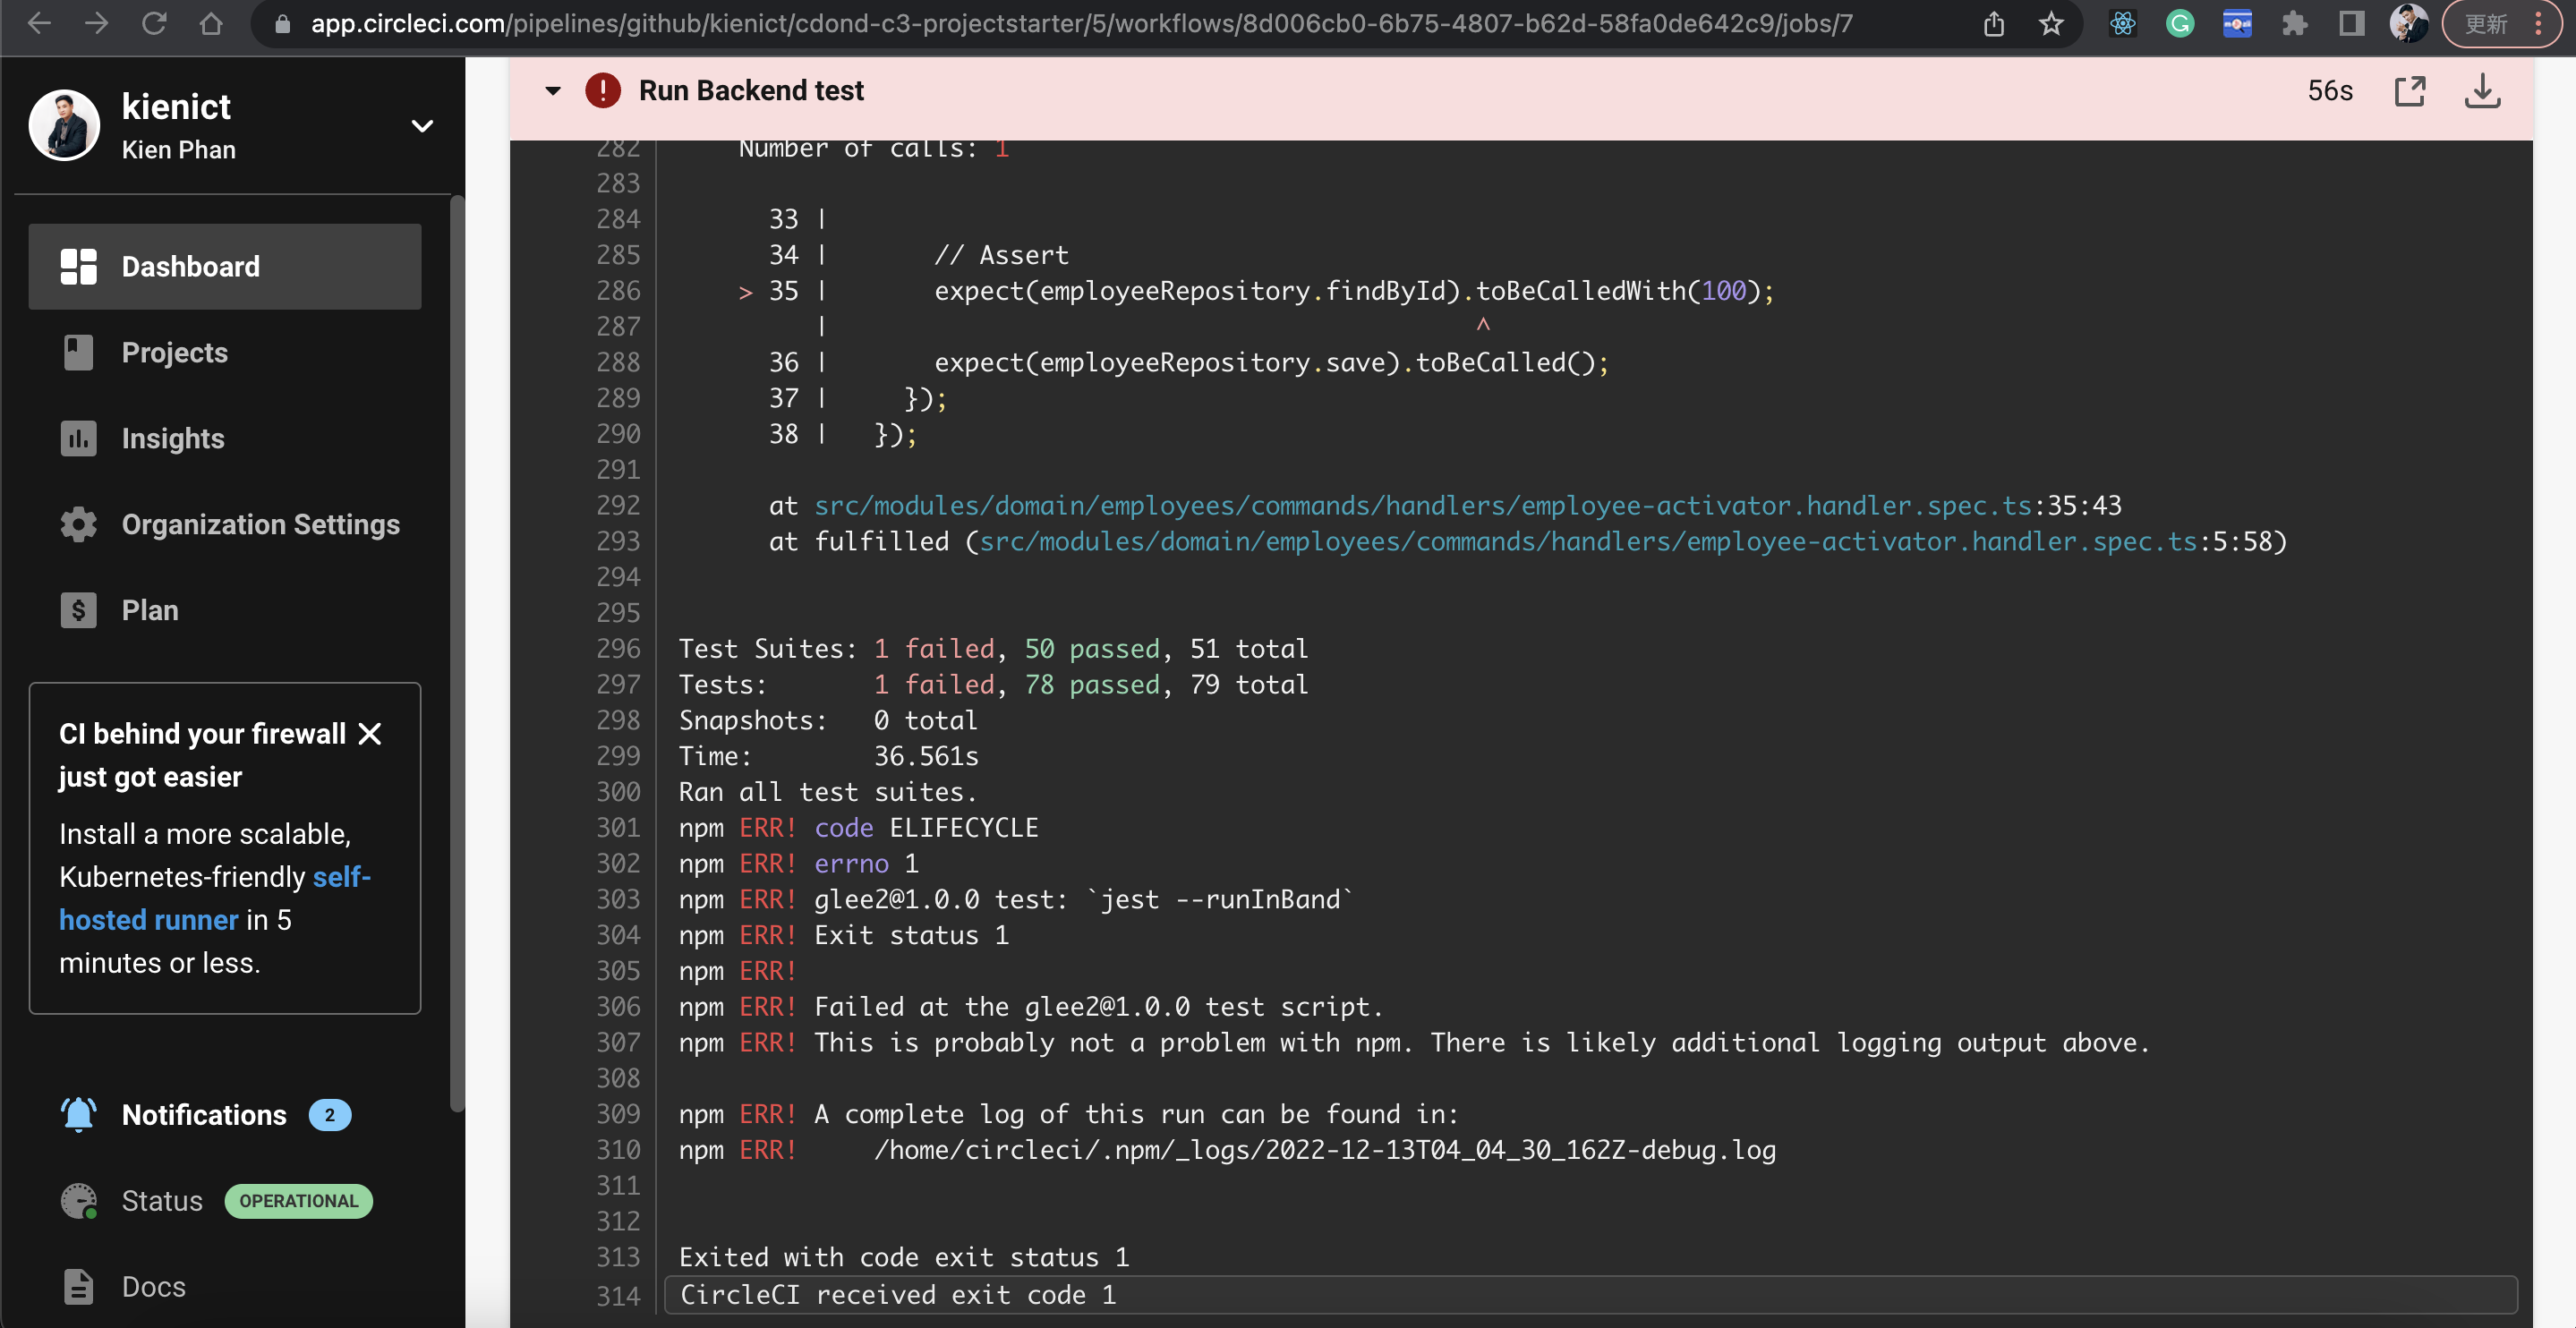 app.circleci.com/pipelines/github/kienict/cdond-c3-projectstarter/5/workflows/8d006cb0-6b75-4807-b62d-58fa0de642c9/jobs/7
更新
kienict
Kien Phan
Dashboard
Projects
Insights
Organization Settings
Plan
CI behind your firewall
just got easier
Install a more scalable,
Kubernetes-friendly self-
hosted runner in 5
minutes or less.
Notifications 2
Status OPERATIONAL
Docs
Run Backend test 56s
282 Number of calls: 1
283
284 33 |
285 34 | // Assert
286 > 35 | expect(employeeRepository.findById).toBeCalledWith(100);
287 | ^
288 36 | expect(employeeRepository.save).toBeCalled();
289 37 | });
290 38 | });
291
292 at src/modules/domain/employees/commands/handlers/employee-activator.handler.spec.ts:35:43
293 at fulfilled (src/modules/domain/employees/commands/handlers/employee-activator.handler.spec.ts:5:58)
294
295
296 Test Suites: 1 failed, 50 passed, 51 total
297 Tests: 1 failed, 78 passed, 79 total
298 Snapshots: 0 total
299 Time: 36.561s
300 Ran all test suites.
301 npm ERR! code ELIFECYCLE
302 npm ERR! errno 1
303 npm ERR! glee2@1.0.0 test: `jest --runInBand`
304 npm ERR! Exit status 1
305 npm ERR!
306 npm ERR! Failed at the glee2@1.0.0 test script.
307 npm ERR! This is probably not a problem with npm. There is likely additional logging output above.
308
309 npm ERR! A complete log of this run can be found in:
310 npm ERR! /home/circleci/.npm/_logs/2022-12-13T04_04_30_162Z-debug.log
311
312
313 Exited with code exit status 1
314 CircleCI received exit code 1